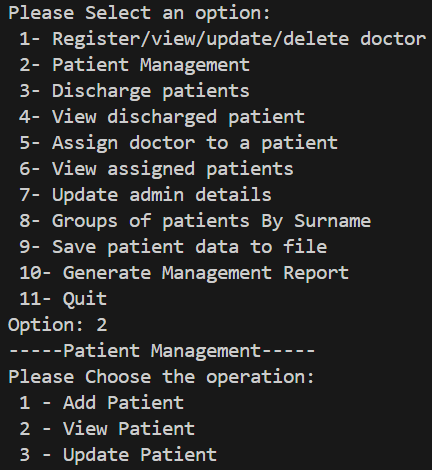 Please Select an option:
1- Register/view/update/delete doctor
2- Patient Management
3- Discharge patients
4- View discharged patient
5- Assign doctor to a patient
6- View assigned patients
7- Update admin details
8- Groups of patients By Surname
9- Save patient data to file
10- Generate Management Report
11- Quit
Option: 2
-----Patient Management-----
Please Choose the operation:
1 - Add Patient
2 - View Patient
3 - Update Patient